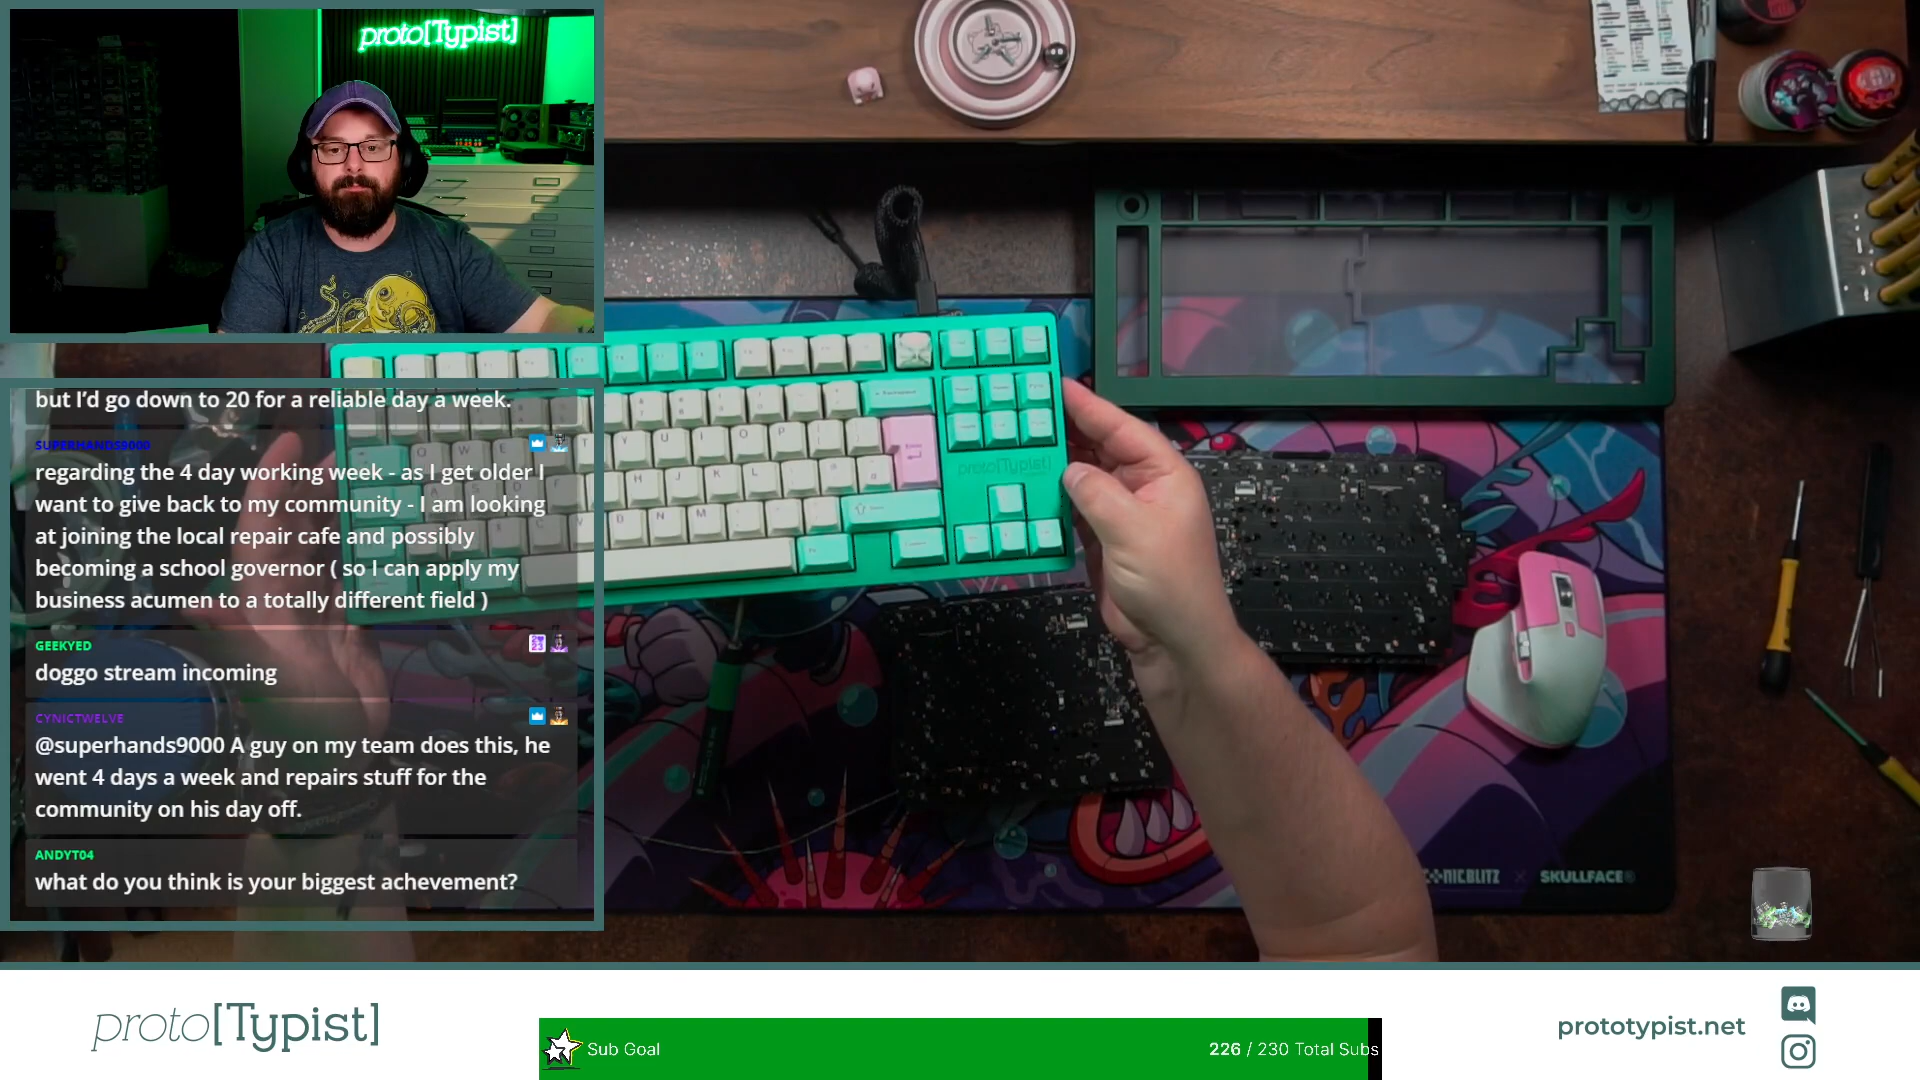 proto[Typist]
but I'd go down to 20 for a reliable day a week.
SUPERHANDS9000
regarding the 4 day working week - as I get older I
want to give back to my community - I am looking
at joining the local repair cafe and possibly
becoming a school governor ( so I can apply my
business acumen to a totally different field )
GEEKYED
doggo stream incoming
CYNICTWELVE
@superhands9000 A guy on my team does this, he
went 4 days a week and repairs stuff for the
community on his day off.
ANDYT04
what do you think is your biggest achevement?
proto[Typist]
SKULLFACE
proto[Typist]
Sub Goal
226 / 230 Total Subs
prototypist.net